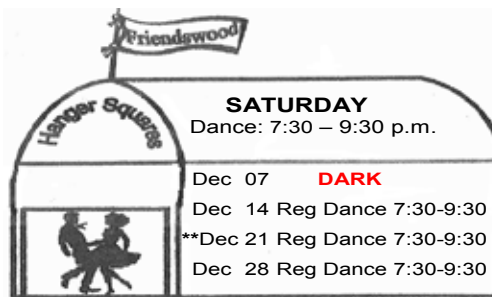 Friendswood
Hanger Squares
SATURDAY
Dance: 7:30 – 9:30 p.m.
Dec 07 DARK
Dec 14 Reg Dance 7:30-9:30
**Dec 21 Reg Dance 7:30-9:30
Dec 28 Reg Dance 7:30-9:30